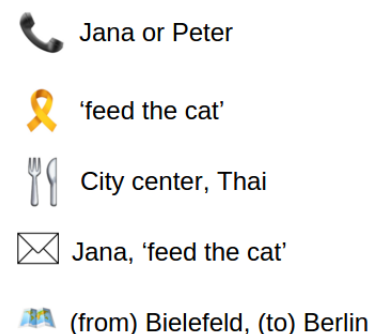 Jana or Peter
‘feed the cat’
City center, Thai
Jana, ‘feed the cat’
(from) Bielefeld, (to) Berlin